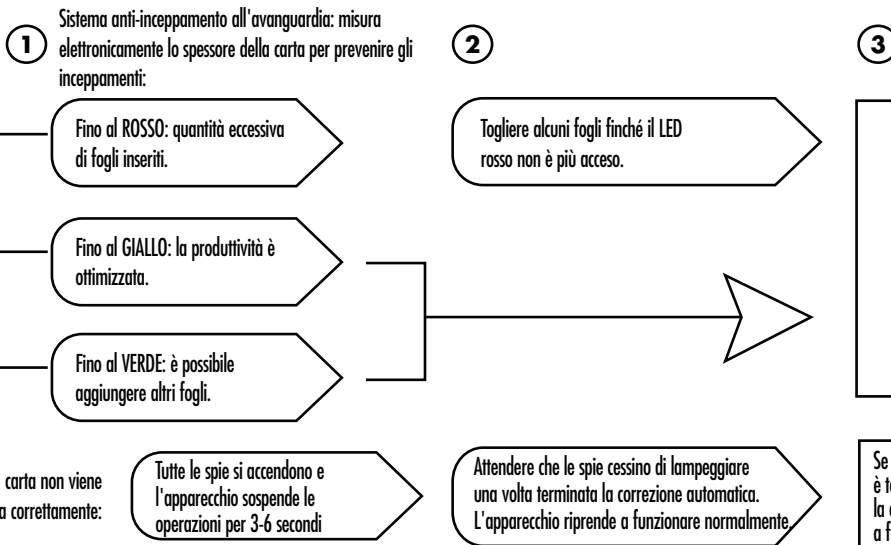 1
Sistema anti-inceppamento all'avanguardia: misura
elettronicamente lo spessore della carta per prevenire gli
inceppamenti:
2
3
Fino al ROSSO: quantità eccessiva
di fogli inseriti.
Togliere alcuni fogli finché il LED
rosso non è più acceso.
Fino al GIALLO: la produttività è
ottimizzata.
Fino al VERDE: è possibile
aggiungere altri fogli.
carta non viene
a correttamente:
Tutte le spie si accendono e
l'apparecchio sospende le
operazioni per 3-6 secondi
Attendere che le spie cessino di lampeggiare
una volta terminata la correzione automatica.
L'apparecchio riprende a funzionare normalmente.
Se
è t
la
a f